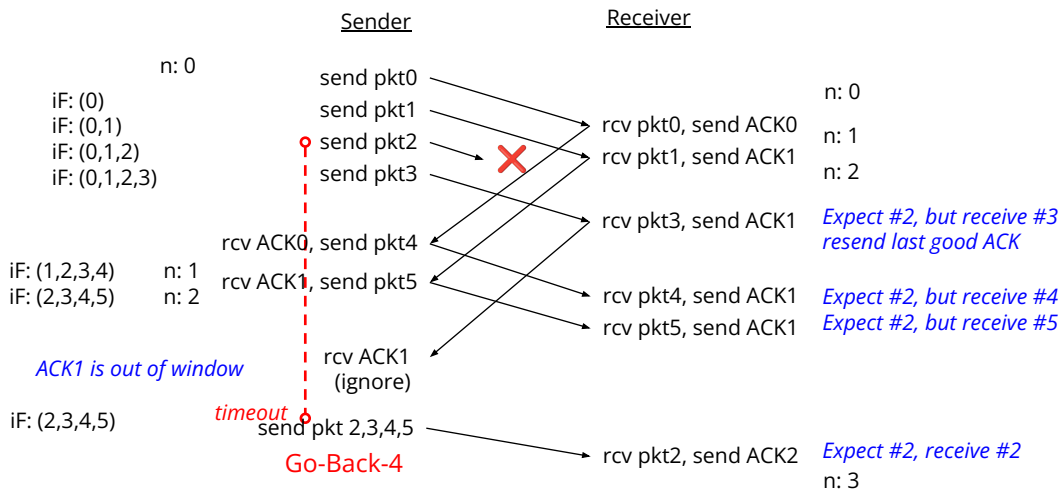 Sender
Receiver
n: 0
send pkt0
n: 0
iF: (0)
send pkt1
rcv pkt0, send ACK0
iF: (0,1)
n: 1
iF: (0,1,2)
send pkt2
rcv pkt1, send ACK1
iF: (0,1,2,3)
send pkt3
n: 2
rcv pkt3, send ACK1
Expect #2, but receive #3
resend last good ACK
rcv ACK0, send pkt4
iF: (1,2,3,4)
n: 1
rcv ACK1, send pkt5
iF: (2,3,4,5)
n: 2
rcv pkt4, send ACK1
Expect #2, but receive #4
rcv pkt5, send ACK1
Expect #2, but receive #5
ACK1 is out of window
rcv ACK1
(ignore)
iF: (2,3,4,5)
timeout
send pkt 2,3,4,5
Go-Back-4
rcv pkt2, send ACK2
Expect #2, receive #2
n: 3